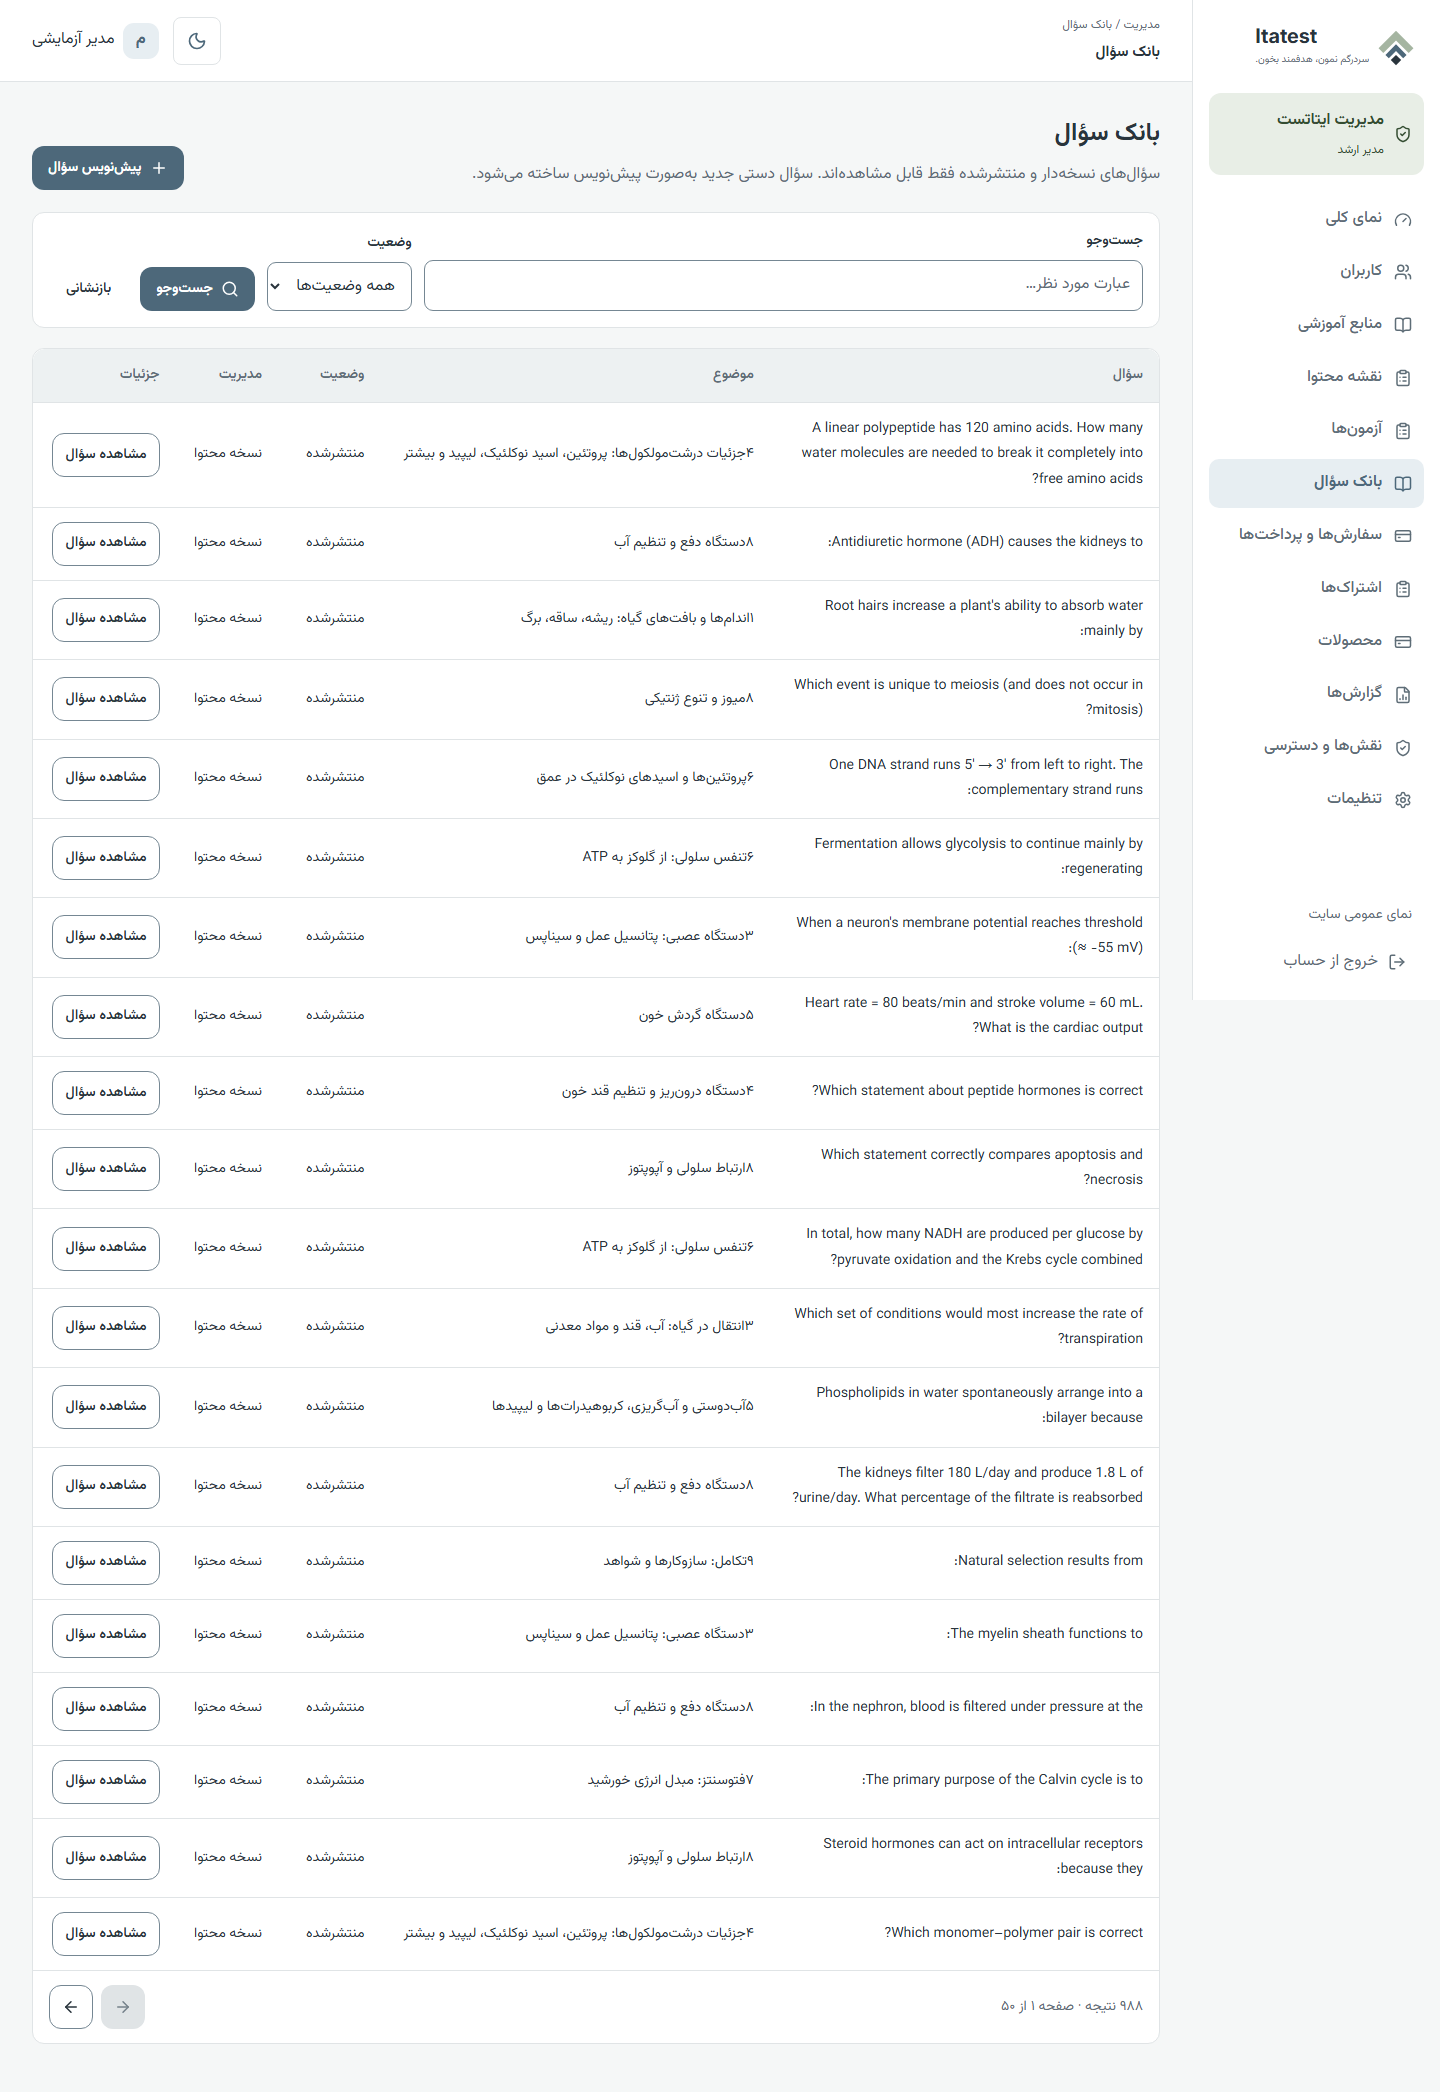 Itatest
سردرگم نمون، هدفمند بخون.
مدیریت ایتاتست
مدیر ارشد
نمای کلی
کاربران
منابع آموزشی
نقشه محتوا
آزمون‌ها
بانک سؤال
سفارش‌ها و پرداخت‌ها
اشتراک‌ها
محصولات
گزارش‌ها
نقش‌ها و دسترسی
تنظیمات
نمای عمومی سایت
خروج از حساب
مدیریت / بانک سؤال
بانک سؤال
م مدیر آزمایشی
بانک سؤال
سؤال‌های نسخه‌دار و منتشرشده فقط قابل مشاهده‌اند. سؤال دستی جدید به‌صورت پیش‌نویس ساخته می‌شود.
پیش‌نویس سؤال
جست‌وجو
عبارت مورد نظر...
وضعیت
همه وضعیت‌ها
جست‌وجو
بازنشانی
سؤال موضوع وضعیت مدیریت جزئیات
A linear polypeptide has 120 amino acids. How many
water molecules are needed to break it completely into
free amino acids?
۴جزئیات درشت‌مولکول‌ها: پروتئین، اسید نوکلئیک، لیپید و بیشتر منتشرشده نسخه محتوا مشاهده سؤال
Antidiuretic hormone (ADH) causes the kidneys to:
۸دستگاه دفع و تنظیم آب منتشرشده نسخه محتوا مشاهده سؤال
Root hairs increase a plant's ability to absorb water
mainly by:
۱اندام‌ها و بافت‌های گیاه: ریشه، ساقه، برگ منتشرشده نسخه محتوا مشاهده سؤال
Which event is unique to meiosis (and does not occur in
mitosis)?
۸میوز و تنوع ژنتیکی منتشرشده نسخه محتوا مشاهده سؤال
One DNA strand runs 5' → 3' from left to right. The
complementary strand runs:
۶پروتئین‌ها و اسیدهای نوکلئیک در عمق منتشرشده نسخه محتوا مشاهده سؤال
Fermentation allows glycolysis to continue mainly by
regenerating:
۶تنفس سلولی: از گلوکز به ATP منتشرشده نسخه محتوا مشاهده سؤال
When a neuron's membrane potential reaches threshold
(≈ -55 mV):
۳دستگاه عصبی: پتانسیل عمل و سیناپس منتشرشده نسخه محتوا مشاهده سؤال
Heart rate = 80 beats/min and stroke volume = 60 mL.
What is the cardiac output?
۵دستگاه گردش خون منتشرشده نسخه محتوا مشاهده سؤال
Which statement about peptide hormones is correct?
۴دستگاه درون‌ریز و تنظیم قند خون منتشرشده نسخه محتوا مشاهده سؤال
Which statement correctly compares apoptosis and
necrosis?
۸ارتباط سلولی و آپوپتوز منتشرشده نسخه محتوا مشاهده سؤال
In total, how many NADH are produced per glucose by
pyruvate oxidation and the Krebs cycle combined?
۶تنفس سلولی: از گلوکز به ATP منتشرشده نسخه محتوا مشاهده سؤال
Which set of conditions would most increase the rate of
transpiration?
۳انتقال در گیاه: آب، قند و مواد معدنی منتشرشده نسخه محتوا مشاهده سؤال
Phospholipids in water spontaneously arrange into a
bilayer because:
۵آب‌دوستی و آب‌گریزی، کربوهیدرات‌ها و لیپیدها منتشرشده نسخه محتوا مشاهده سؤال
The kidneys filter 180 L/day and produce 1.8 L of
urine/day. What percentage of the filtrate is reabsorbed?
۸دستگاه دفع و تنظیم آب منتشرشده نسخه محتوا مشاهده سؤال
Natural selection results from:
۹تکامل: سازوکارها و شواهد منتشرشده نسخه محتوا مشاهده سؤال
The myelin sheath functions to:
۳دستگاه عصبی: پتانسیل عمل و سیناپس منتشرشده نسخه محتوا مشاهده سؤال
In the nephron, blood is filtered under pressure at the:
۸دستگاه دفع و تنظیم آب منتشرشده نسخه محتوا مشاهده سؤال
The primary purpose of the Calvin cycle is to:
۷فتوسنتز: مبدل انرژی خورشید منتشرشده نسخه محتوا مشاهده سؤال
Steroid hormones can act on intracellular receptors
because they:
۸ارتباط سلولی و آپوپتوز منتشرشده نسخه محتوا مشاهده سؤال
Which monomer–polymer pair is correct?
۴جزئیات درشت‌مولکول‌ها: پروتئین، اسید نوکلئیک، لیپید و بیشتر منتشرشده نسخه محتوا مشاهده سؤال
۹۸۸ نتیجه · صفحه ۱ از ۵۰